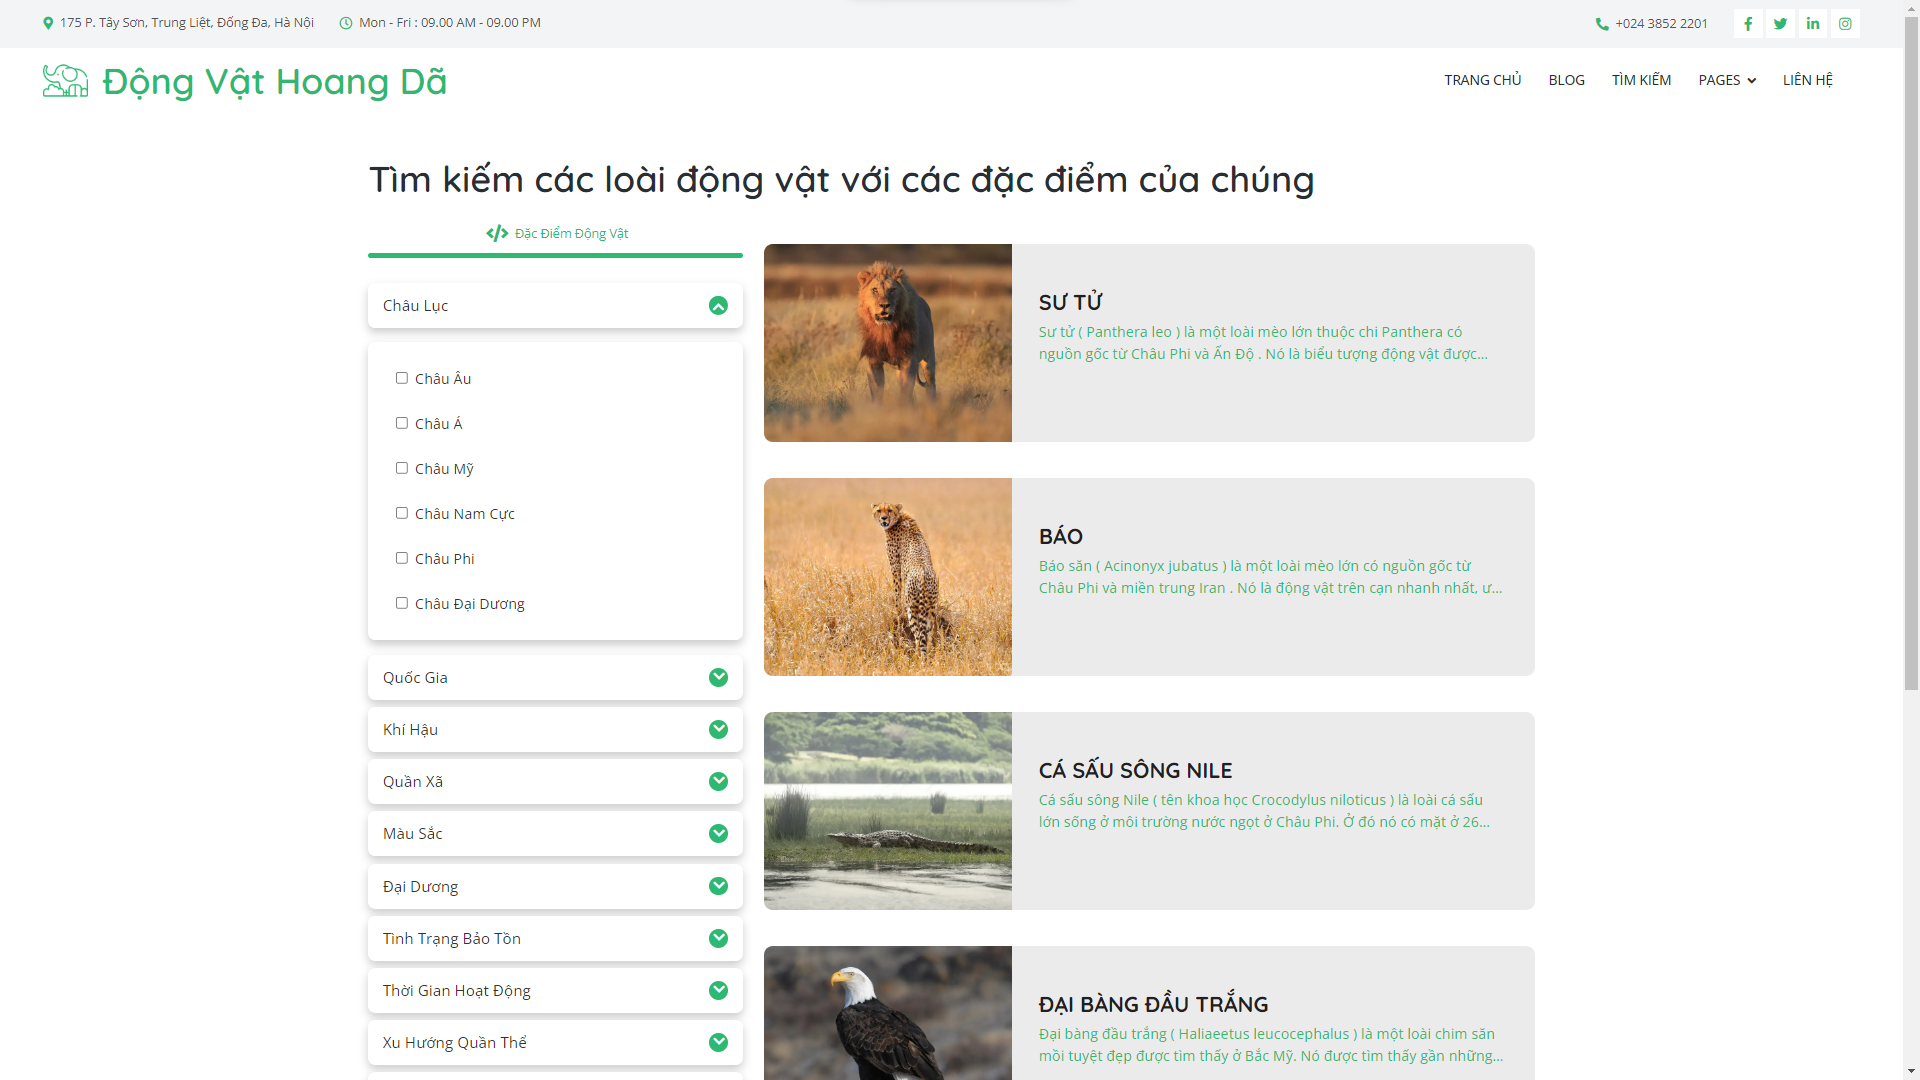 175 P. Tây Sơn, Trung Liệt, Đống Đa, Hà Nội
Mon - Fri : 09.00 AM - 09.00 PM
+024 3852 2201
Động Vật Hoang Dã
TRANG CHỦ
BLOG
TÌM KIẾM
PAGES
LIÊN HỆ
Tìm kiếm các loài động vật với các đặc điểm của chúng
Đặc Điểm Động Vật
Châu Lục
Châu Âu
Châu Á
Châu Mỹ
Châu Nam Cực
Châu Phi
Châu Đại Dương
Quốc Gia
Khí Hậu
Quần Xã
Màu Sắc
Đại Dương
Tình Trạng Bảo Tồn
Thời Gian Hoạt Động
Xu Hướng Quần Thể
SƯ TỬ
Sư tử ( Panthera leo ) là một loài mèo lớn thuộc chi Panthera có
nguồn gốc từ Châu Phi và Ấn Độ . Nó là biểu tượng động vật được...
BÁO
Báo săn ( Acinonyx jubatus ) là một loài mèo lớn có nguồn gốc từ
Châu Phi và miền trung Iran . Nó là động vật trên cạn nhanh nhất, ư...
CÁ SẤU SÔNG NILE
Cá sấu sông Nile ( tên khoa học Crocodylus niloticus ) là loài cá sấu
lớn sống ở môi trường nước ngọt ở Châu Phi. Ở đó nó có mặt ở 26...
ĐẠI BÀNG ĐẦU TRẮNG
Đại bàng đầu trắng ( Haliaeetus leucocephalus ) là một loài chim săn
mồi tuyệt đẹp được tìm thấy ở Bắc Mỹ. Nó được tìm thấy gần những...